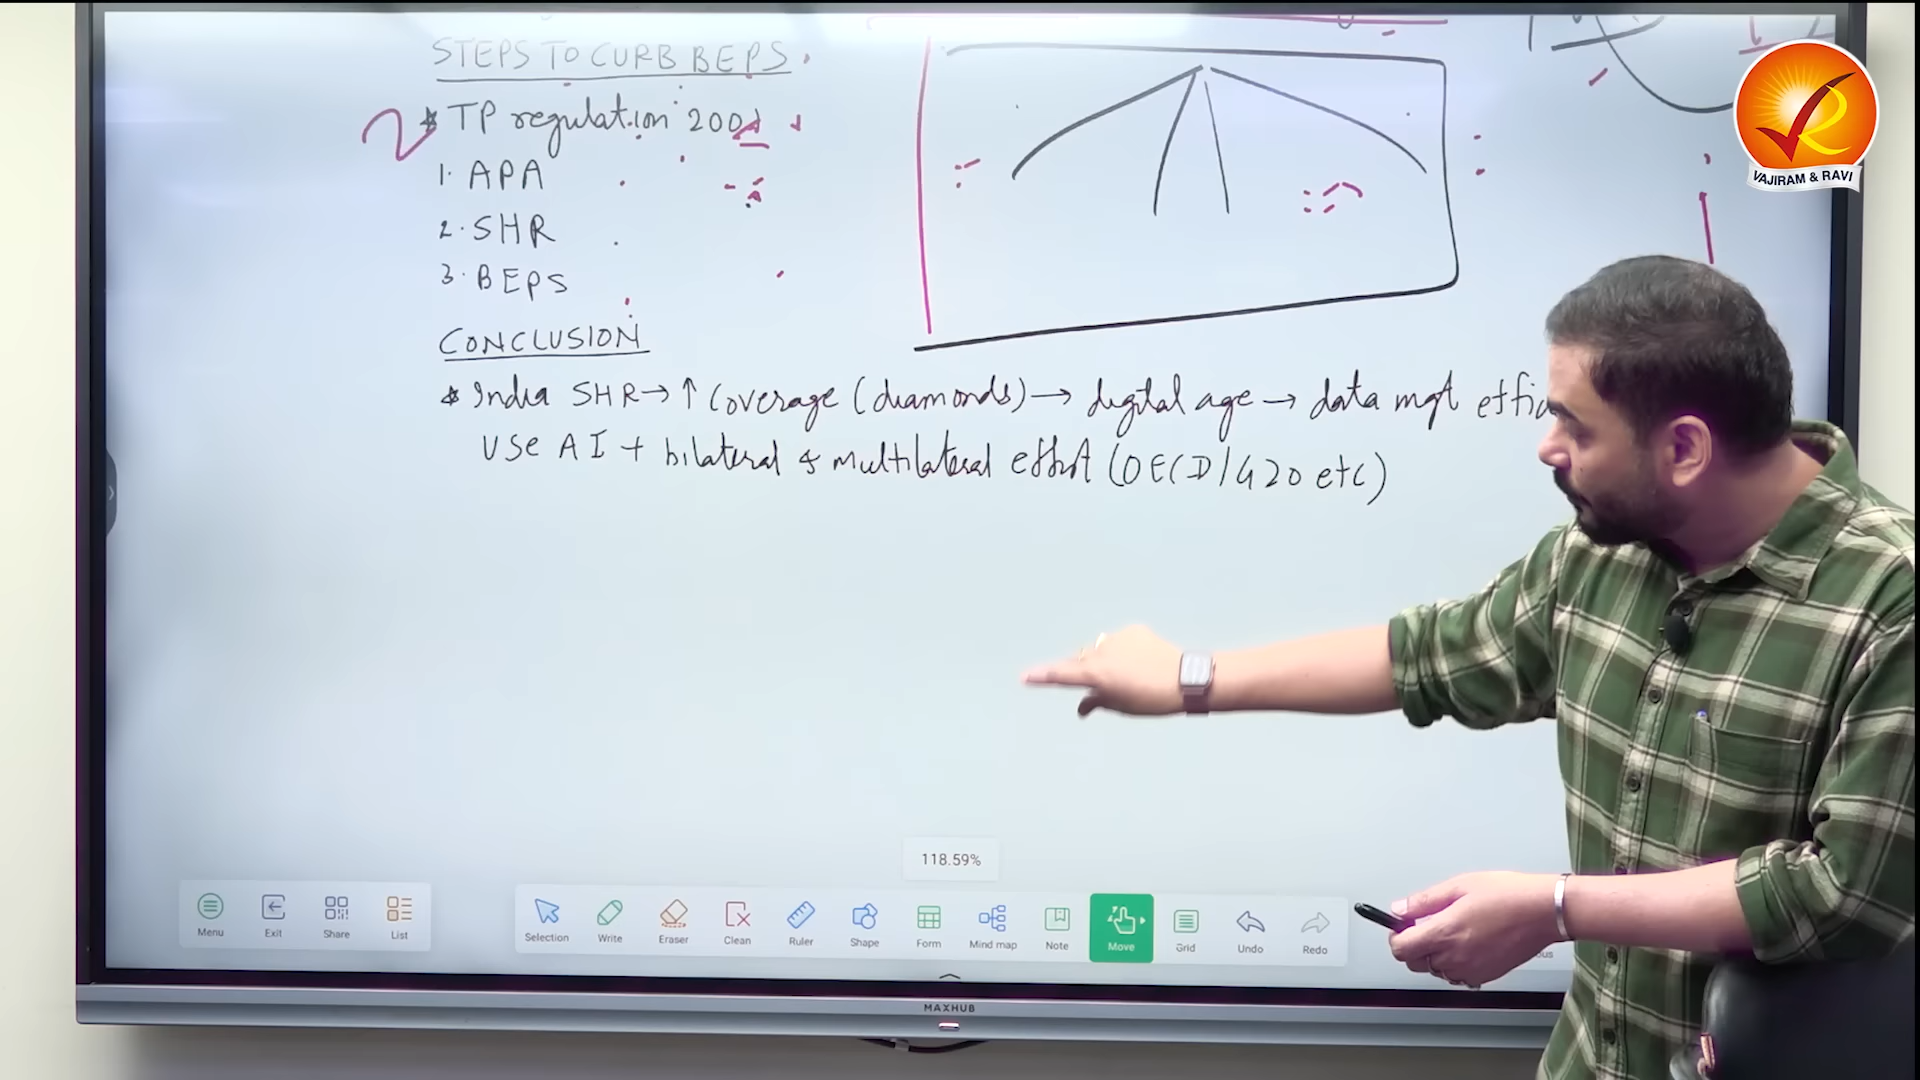 STEPS TO CURB BEPS
* TP regulation 2001
1. APA
2. SHR
3. BEPS
CONCLUSION
* India SHR → ↑ Coverage (diamonds) → digital age → data mgt effic
USE AI + bilateral & multilateral effort (OECD/G20 etc)
VAJIRAM & RAVI
118.59%
Menu Exit Share List
Selection Write Eraser Clean Ruler Shape Form Mind map Note Move Grid Undo Redo
MAXHUB